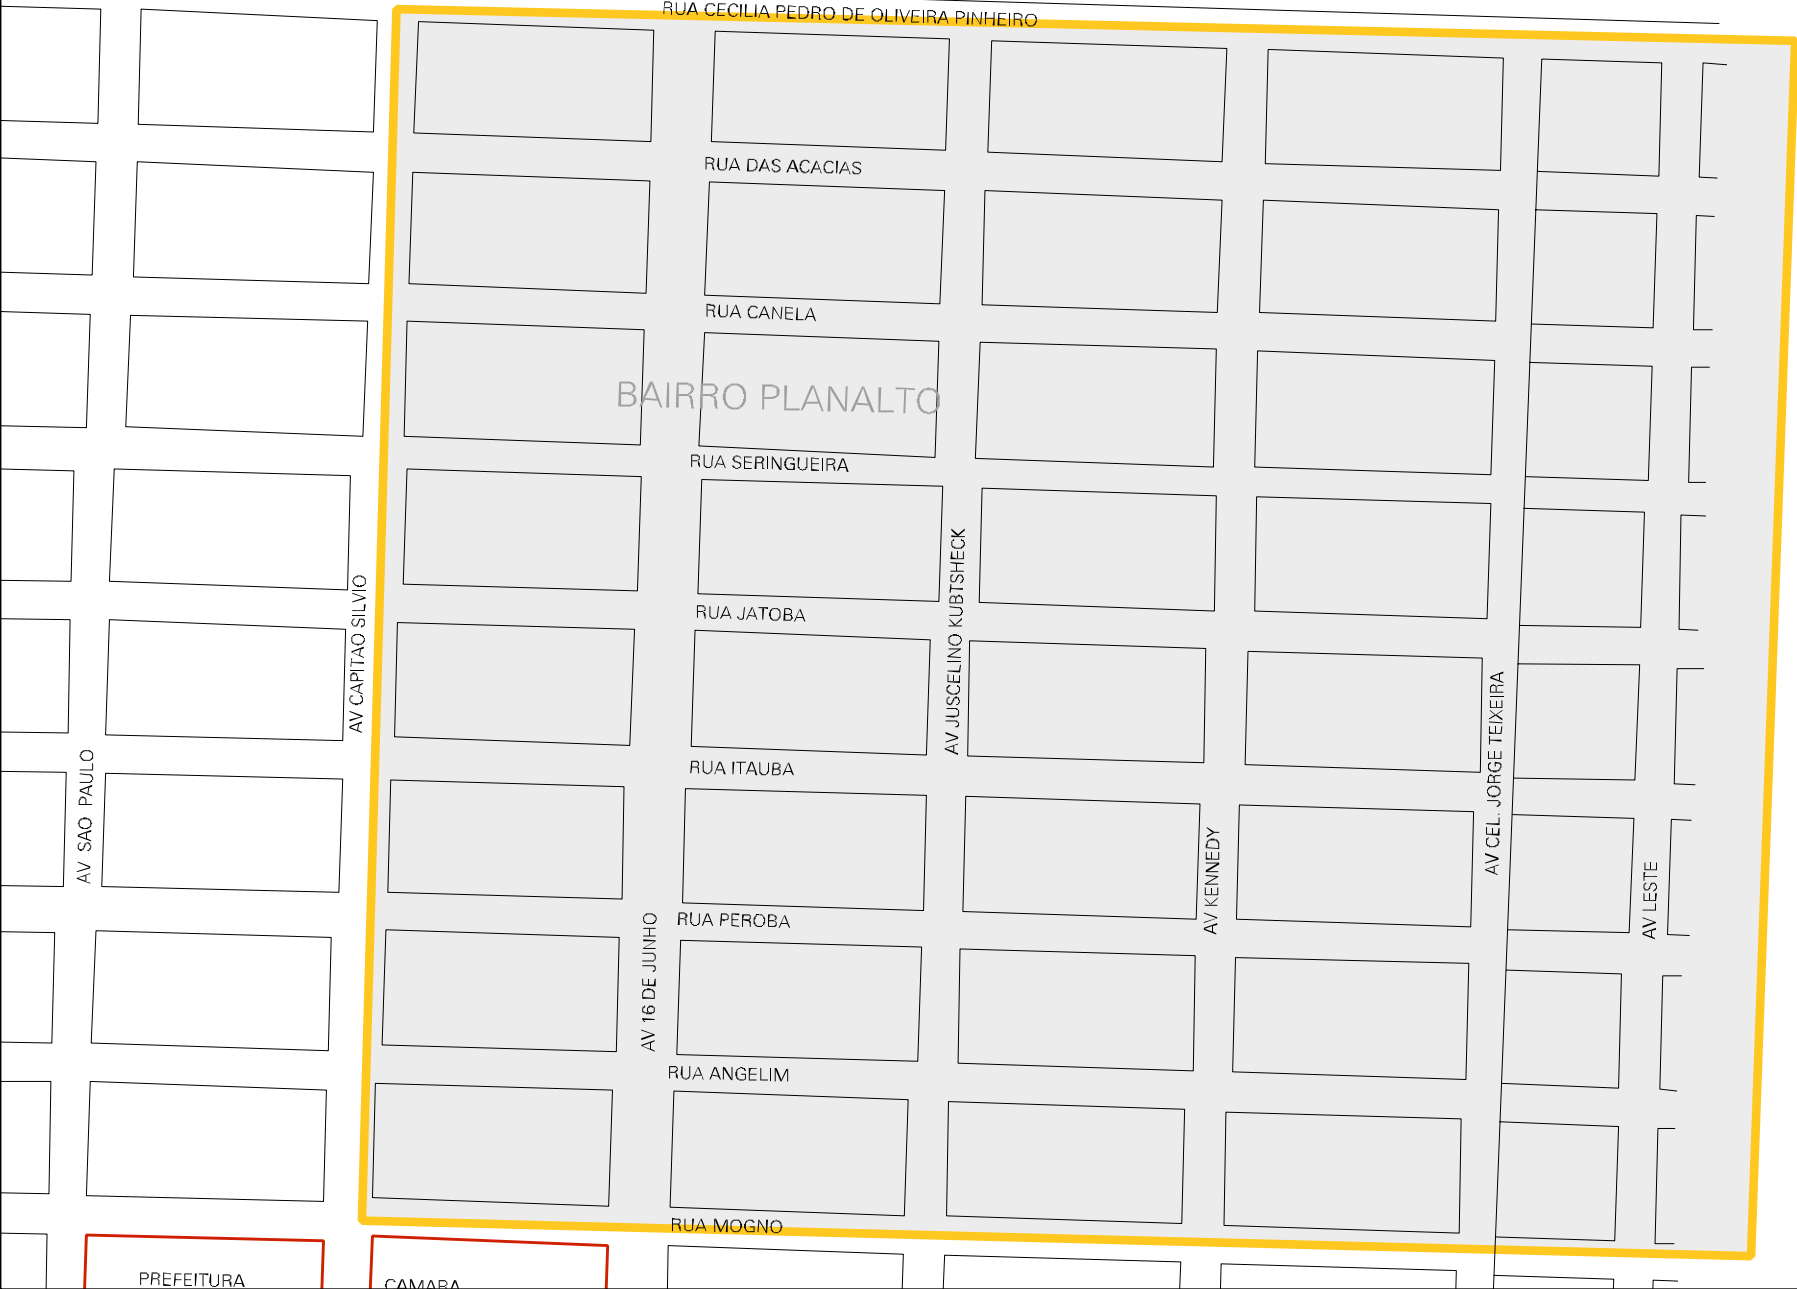 RUA CECILIA PEDRO DE OLIVEIRA PINHEIRO
RUA DAS ACACIAS
RUA CANELA
BAIRRO PLANALTO
RUA SERINGUEIRA
AV JUSCELINO KUBTSHECK
AV CAPITAO SILVIO
RUA JATOBA
AV CEL. JORGE TEIXEIRA
AV SAO PAULO
RUA ITAUBA
AV KENNEDY
AV LESTE
RUA PEROBA
AV 16 DE JUNHO
RUA ANGELIM
RUA MOGNO
PREFEITURA
CAMARA